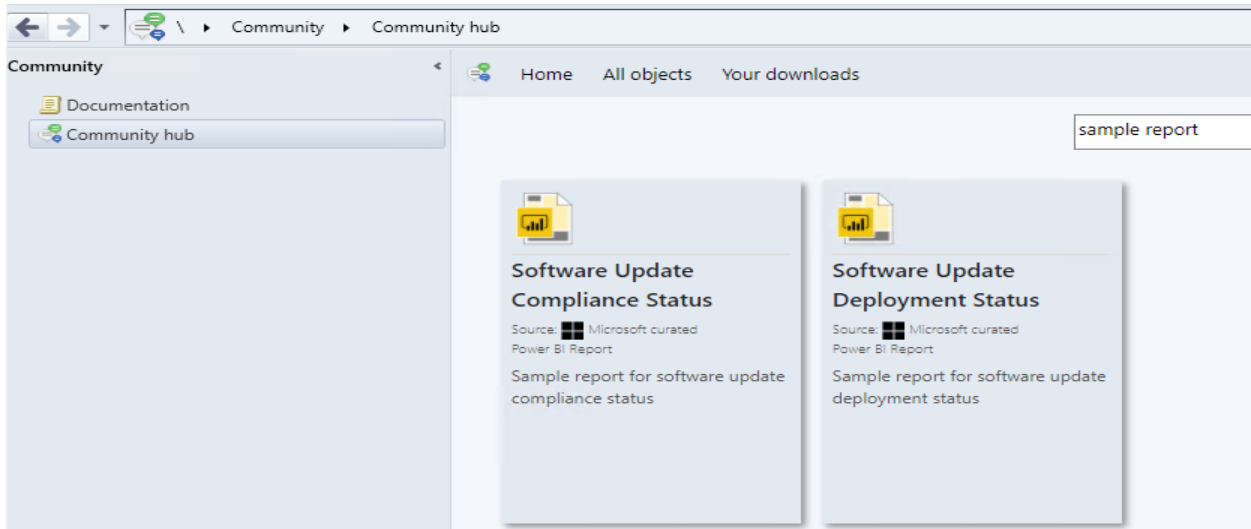 \ Community Community hub
Community
Documentation
Community hub
Home All objects Your downloads
sample report
Software Update
Compliance Status
Source: Microsoft curated
Power BI Report
Sample report for software update
compliance status
Software Update
Deployment Status
Source: Microsoft curated
Power BI Report
Sample report for software update
deployment status